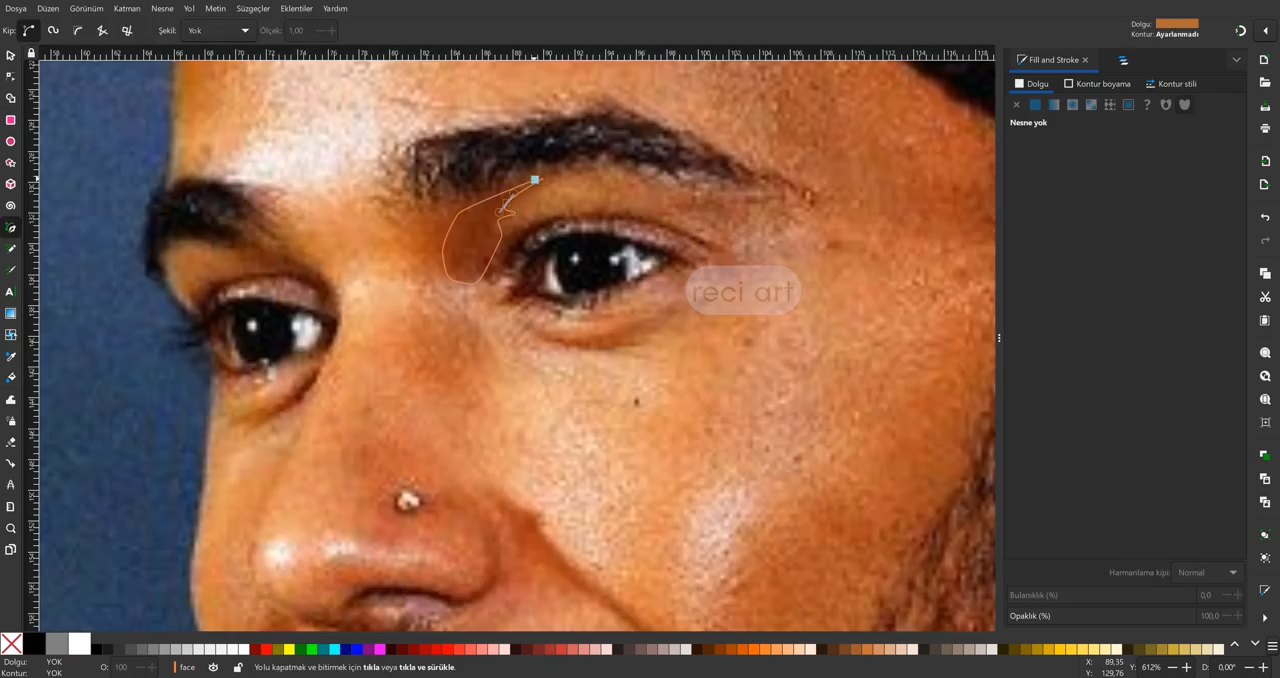 Dosya Düzen Görünüm Katman Nesne Yol Metin Süzgeçler Eklentiler Yardım
Kip: Şekil: Yok Ölçek: 1,00
Dolgu:
Kontur: Ayarlanmadı
Fill and Stroke
Dolgu Kontur boyama Kontur stili
Nesne yok
reci art
Harmanlama kipi: Normal
Bulanıklık (%) 0,0
Opaklık (%) 100,0
Dolgu: YOK
Kontur: YOK
O: 100
face
Yolu kapatmak ve bitirmek için tıkla veya tıkla ve sürükle.
X: 89,35
Y: 129,76
Y: 612%
D: 0,00°